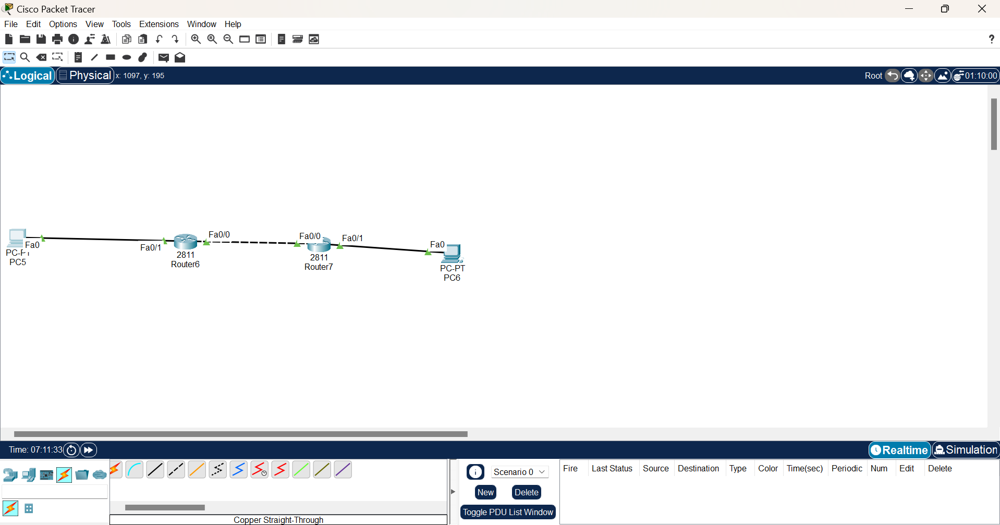 Cisco Packet Tracer
File Edit Options View Tools Extensions Window Help
?
Logical Physical x: 1097, y: 195 Root 01:10:00
Fa0/0 Fa0/0 Fa0/1
Fa0 Fa0/1 Fa0
PC5 2811 2811 PC-PT
Router6 Router7 PC6
Time: 07:11:33 Realtime Simulation
Scenario 0 Fire Last Status Source Destination Type Color Time(sec) Periodic Num Edit Delete
New Delete
Toggle PDU List Window
Copper Straight-Through